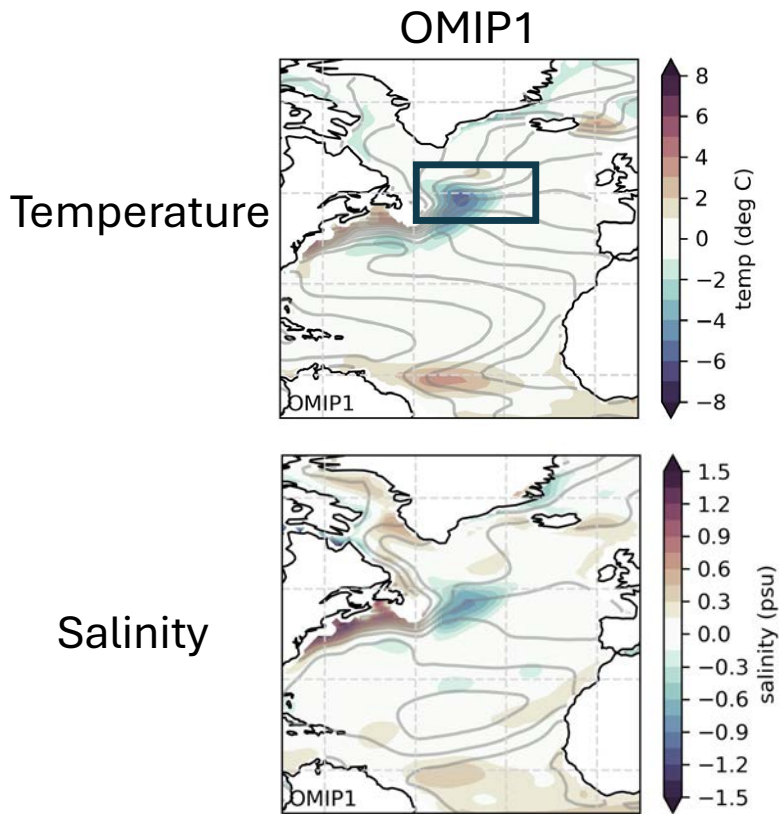 OMIP1
Temperature
OMIP1
8
6
4
2
0
−2
−4
−6
−8
temp (deg C)
Salinity
OMIP1
1.5
1.2
0.9
0.6
0.3
0.0
−0.3
−0.6
−0.9
−1.2
−1.5
salinity (psu)